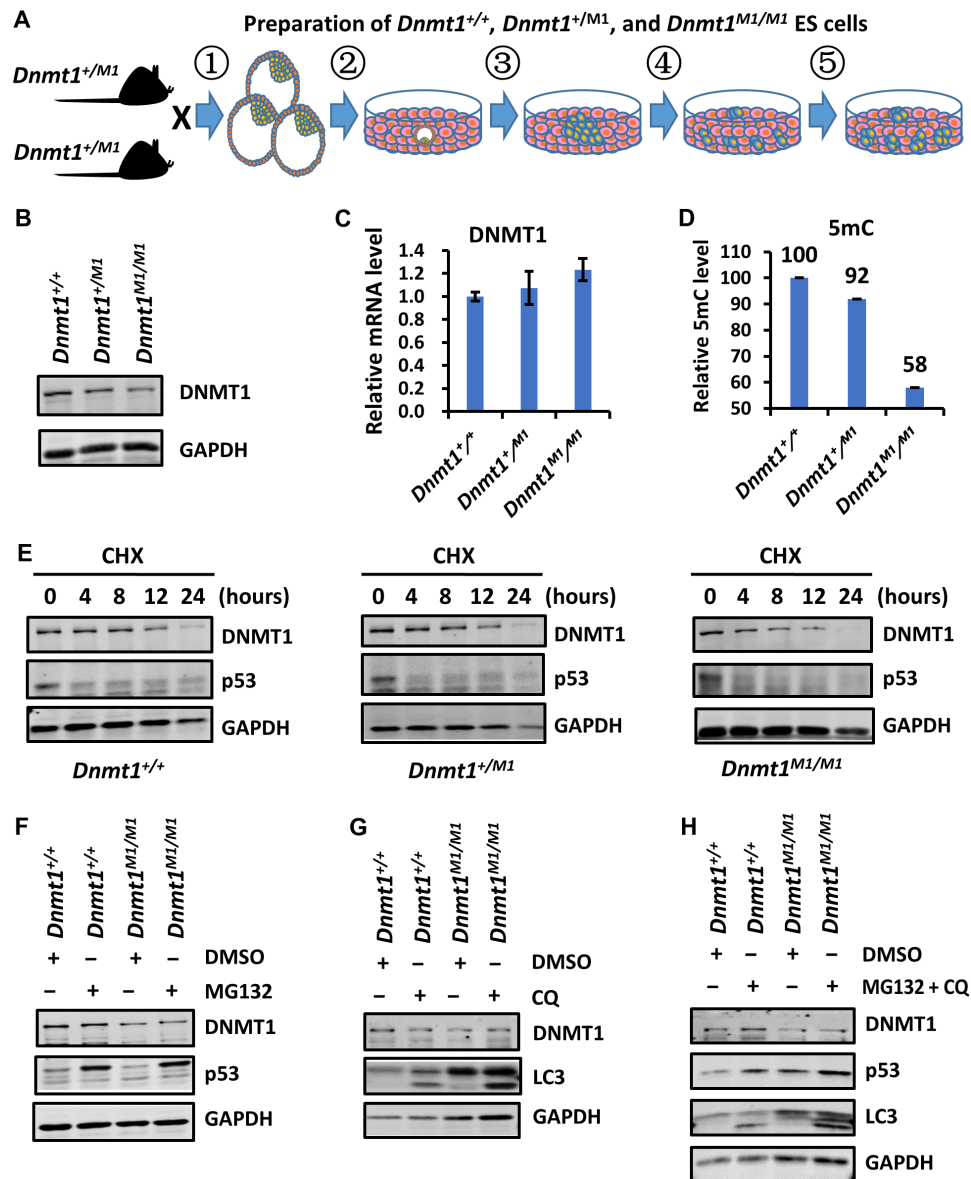 A
Preparation of Dnmt1+/+, Dnmt1+/M1, and Dnmt1M1/M1 ES cells
Dnmt1+/M1
X
Dnmt1+/M1
① ② ③ ④ ⑤
B
Dnmt1+/+ Dnmt1+/M1 Dnmt1M1/M1
DNMT1
GAPDH
C
DNMT1
Relative mRNA level
1.4
1.2
1.0
0.8
0.6
0.4
0.2
0.0
Dnmt1+/+ Dnmt1+/M1 Dnmt1M1/M1
D
5mC
Relative 5mC level
110
100
90
80
70
60
50
100
92
58
Dnmt1+/+ Dnmt1+/M1 Dnmt1M1/M1
E
CHX
0 4 8 12 24 (hours)
DNMT1
p53
GAPDH
Dnmt1+/+
CHX
0 4 8 12 24 (hours)
DNMT1
p53
GAPDH
Dnmt1+/M1
CHX
0 4 8 12 24 (hours)
DNMT1
p53
GAPDH
Dnmt1M1/M1
F
Dnmt1+/+ Dnmt1+/+ Dnmt1M1/M1 Dnmt1M1/M1
+ – + – DMSO
– + – + MG132
DNMT1
p53
GAPDH
G
Dnmt1+/+ Dnmt1+/+ Dnmt1M1/M1 Dnmt1M1/M1
+ – + – DMSO
– + – + CQ
DNMT1
LC3
GAPDH
H
Dnmt1+/+ Dnmt1+/+ Dnmt1M1/M1 Dnmt1M1/M1
+ – + – DMSO
– + – + MG132 + CQ
DNMT1
p53
LC3
GAPDH